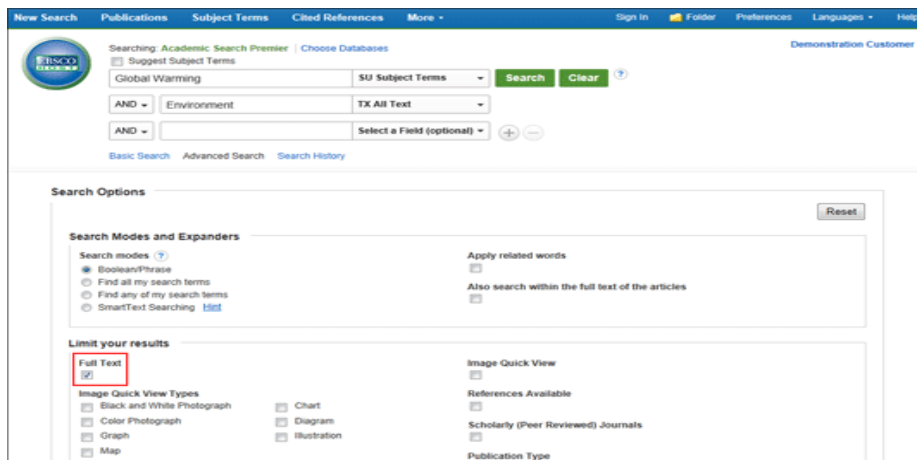 New Search Publications Subject Terms Cited References More Sign In Folder Preferences Languages Help
Demonstration Customer
EBSCO
HOST
Searching: Academic Search Premier | Choose Databases
Suggest Subject Terms
Global Warming SU Subject Terms Search Clear ?
AND Environment TX All Text
AND Select a Field (optional) + −
Basic Search Advanced Search Search History
Search Options
Reset
Search Modes and Expanders
Search modes ? Apply related words
Boolean/Phrase
Find all my search terms Also search within the full text of the articles
Find any of my search terms
SmartText Searching Hint
Limit your results
Full Text Image Quick View
Image Quick View Types References Available
Black and White Photograph Chart
Color Photograph Diagram Scholarly (Peer Reviewed) Journals
Graph Illustration
Map Publication Type